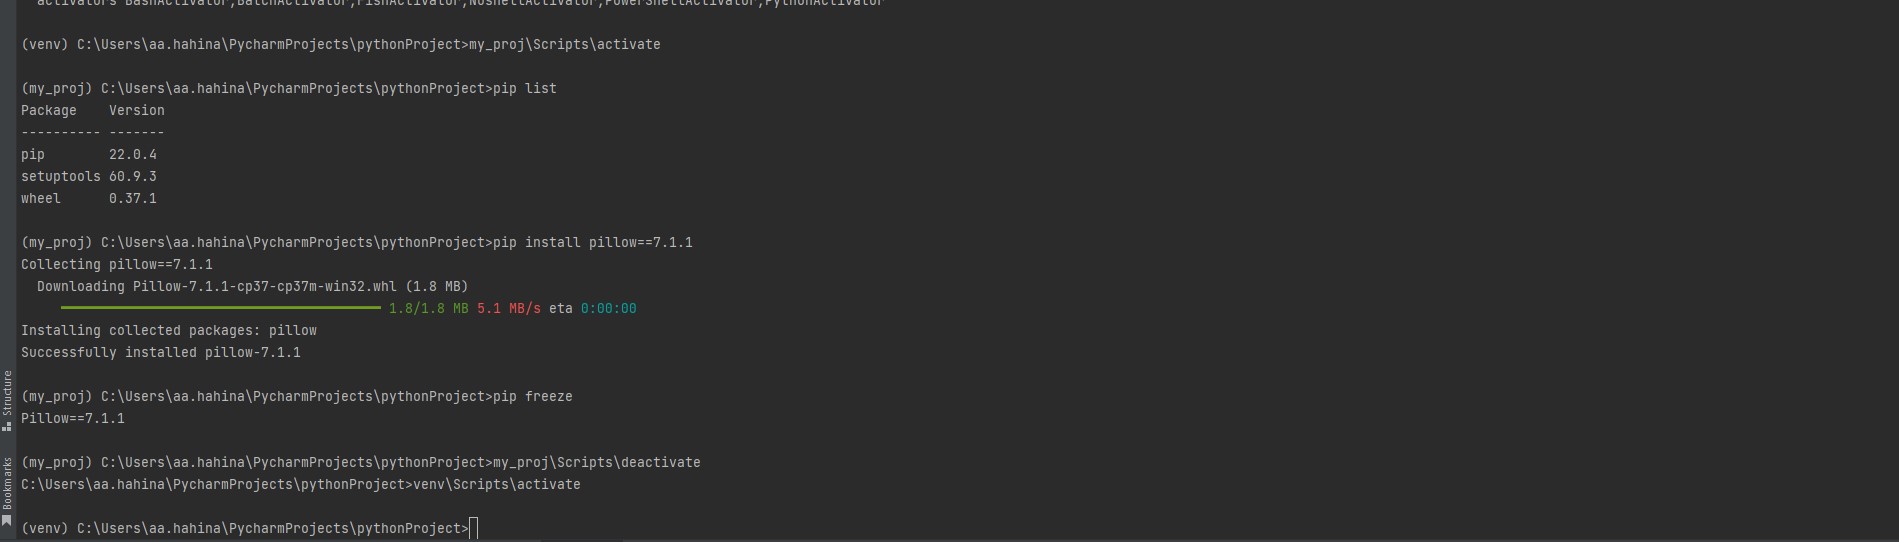 activators BashActivator,BatchActivator,FishActivator,NushellActivator,PowerShellActivator,PythonActivator
(venv) C:\Users\aa.hahina\PycharmProjects\pythonProject>my_proj\Scripts\activate
(my_proj) C:\Users\aa.hahina\PycharmProjects\pythonProject>pip list
Package    Version
---------- -------
pip        22.0.4
setuptools 60.9.3
wheel      0.37.1
(my_proj) C:\Users\aa.hahina\PycharmProjects\pythonProject>pip install pillow==7.1.1
Collecting pillow==7.1.1
Downloading Pillow-7.1.1-cp37-cp37m-win32.whl (1.8 MB)
1.8/1.8 MB 5.1 MB/s eta 0:00:00
Installing collected packages: pillow
Successfully installed pillow-7.1.1
(my_proj) C:\Users\aa.hahina\PycharmProjects\pythonProject>pip freeze
Pillow==7.1.1
(my_proj) C:\Users\aa.hahina\PycharmProjects\pythonProject>my_proj\Scripts\deactivate
C:\Users\aa.hahina\PycharmProjects\pythonProject>venv\Scripts\activate
(venv) C:\Users\aa.hahina\PycharmProjects\pythonProject>
Structure
Bookmarks